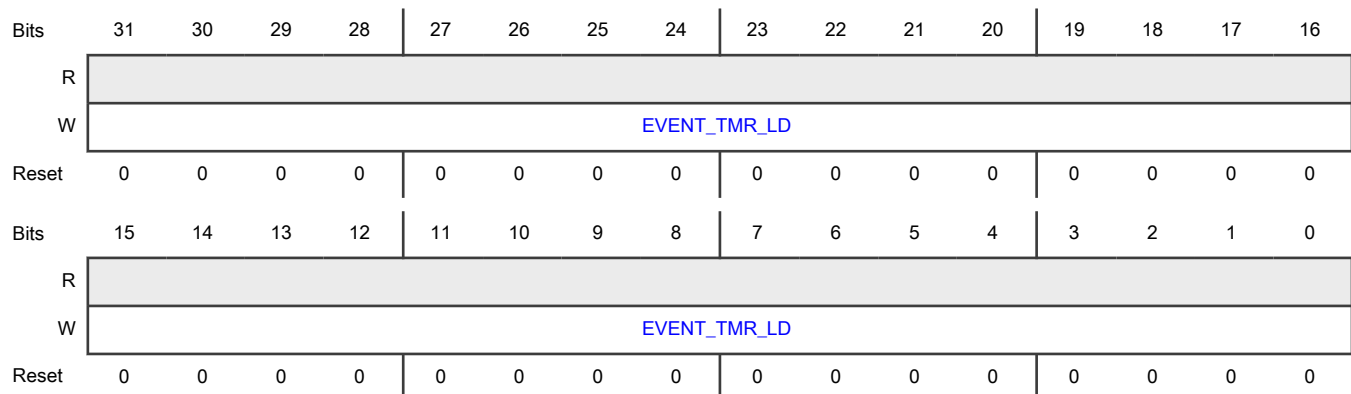 Bits 31 30 29 28 27 26 25 24 23 22 21 20 19 18 17 16
R
W EVENT_TMR_LD
Reset 0 0 0 0 0 0 0 0 0 0 0 0 0 0 0 0
Bits 15 14 13 12 11 10 9 8 7 6 5 4 3 2 1 0
R
W EVENT_TMR_LD
Reset 0 0 0 0 0 0 0 0 0 0 0 0 0 0 0 0